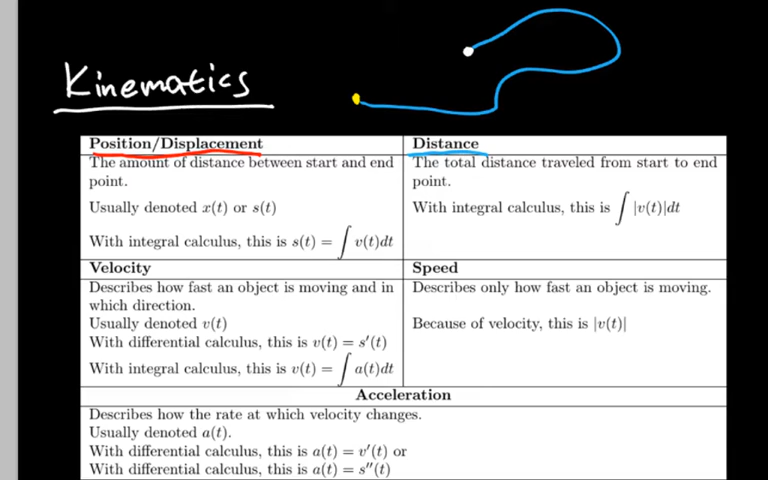 Kinematics
Position/Displacement
The amount of distance between start and end
point.
Usually denoted x(t) or s(t)
With integral calculus, this is s(t) = ∫ v(t)dt
Distance
The total distance traveled from start to end
point.
With integral calculus, this is ∫ |v(t)|dt
Velocity
Describes how fast an object is moving and in
which direction.
Usually denoted v(t)
With differential calculus, this is v(t) = s′(t)
With integral calculus, this is v(t) = ∫ a(t)dt
Speed
Describes only how fast an object is moving.
Because of velocity, this is |v(t)|
Acceleration
Describes how the rate at which velocity changes.
Usually denoted a(t).
With differential calculus, this is a(t) = v′(t) or
With differential calculus, this is a(t) = s″(t)